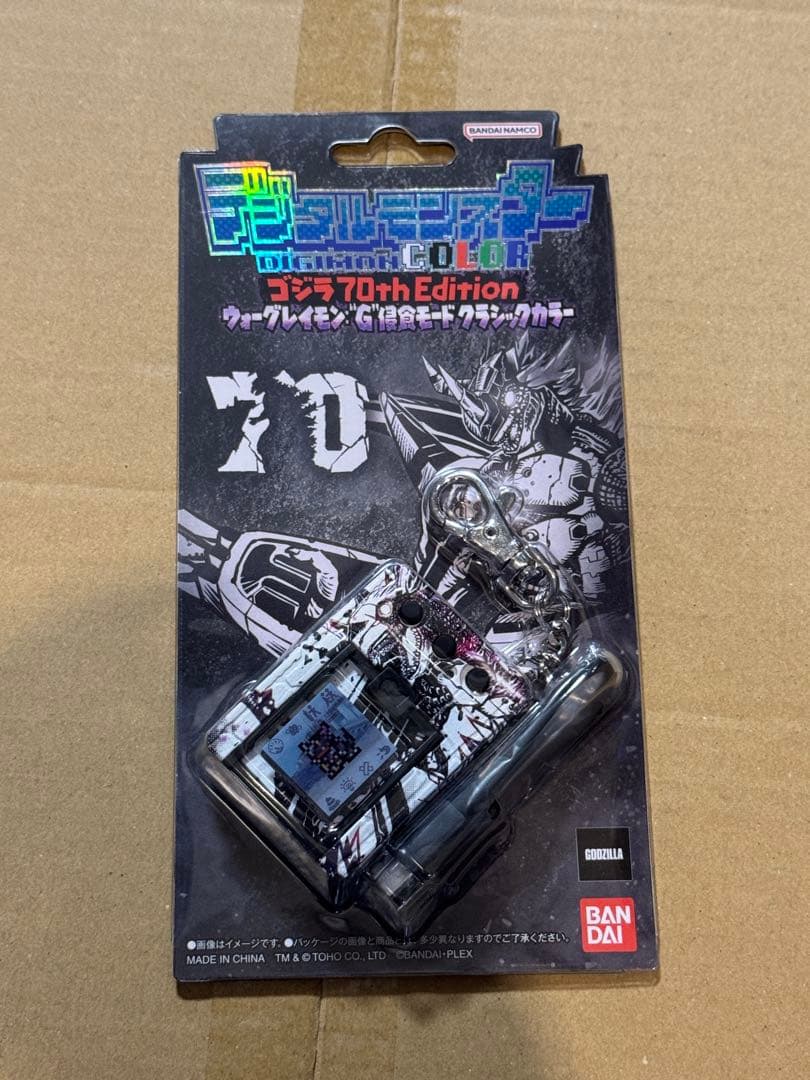 BANDAI NAMCO
デジタルモンスター
DIGIMON COLOR
ゴジラ 70th Edition
ウォーグレイモン:"G"侵食モード クラシックカラー
70
GODZILLA
BAN
DAI
●画像はイメージです。●パッケージの画像と商品とは、多少異なりますのでご了承ください。
MADE IN CHINA TM & © TOHO CO., LTD ©BANDAI・PLEX